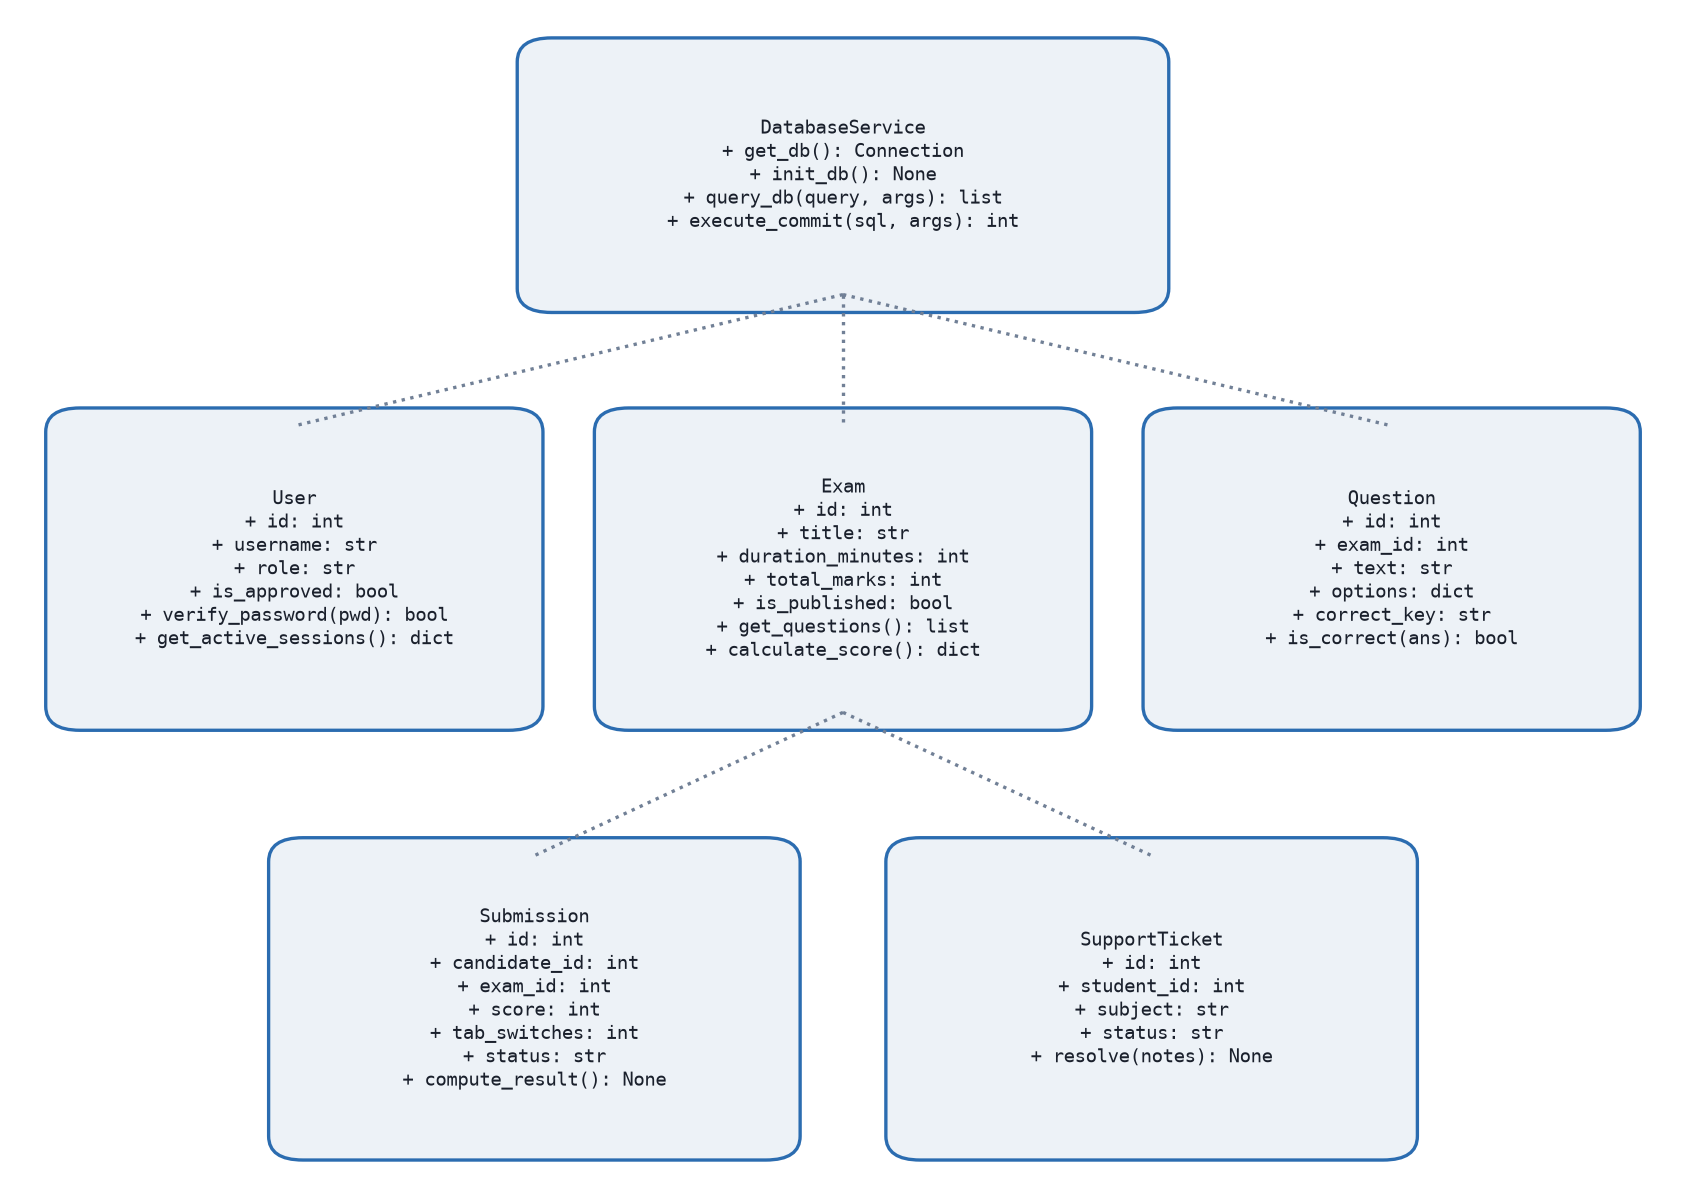 DatabaseService
+ get_db(): Connection
+ init_db(): None
+ query_db(query, args): list
+ execute_commit(sql, args): int
User
+ id: int
+ username: str
+ role: str
+ is_approved: bool
+ verify_password(pwd): bool
+ get_active_sessions(): dict
Exam
+ id: int
+ title: str
+ duration_minutes: int
+ total_marks: int
+ is_published: bool
+ get_questions(): list
+ calculate_score(): dict
Question
+ id: int
+ exam_id: int
+ text: str
+ options: dict
+ correct_key: str
+ is_correct(ans): bool
Submission
+ id: int
+ candidate_id: int
+ exam_id: int
+ score: int
+ tab_switches: int
+ status: str
+ compute_result(): None
SupportTicket
+ id: int
+ student_id: int
+ subject: str
+ status: str
+ resolve(notes): None